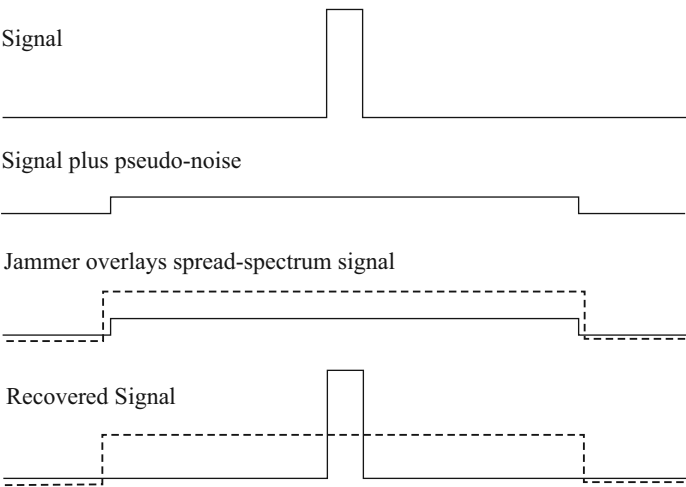 Signal
Signal plus pseudo-noise
Jammer overlays spread-spectrum signal
Recovered Signal